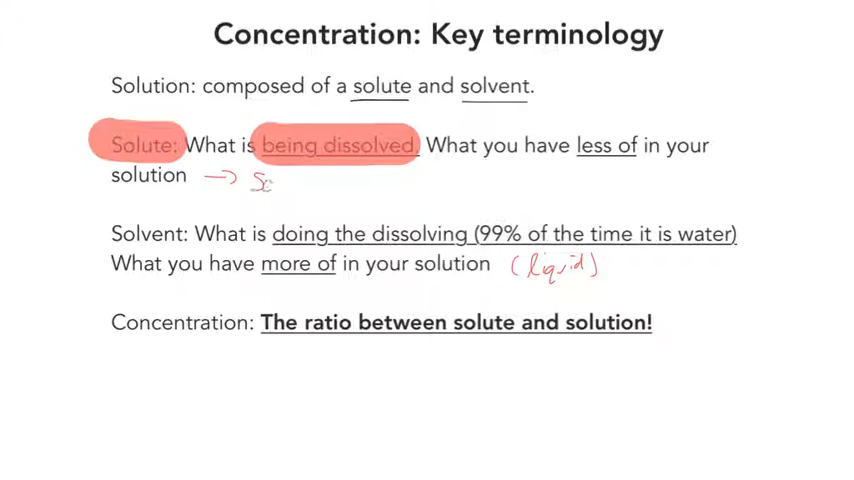 Concentration: Key terminology
Solution: composed of a solute and solvent.
Solute: What is being dissolved. What you have less of in your
solution →
Solvent: What is doing the dissolving (99% of the time it is water)
What you have more of in your solution (liquid)
Concentration: The ratio between solute and solution!